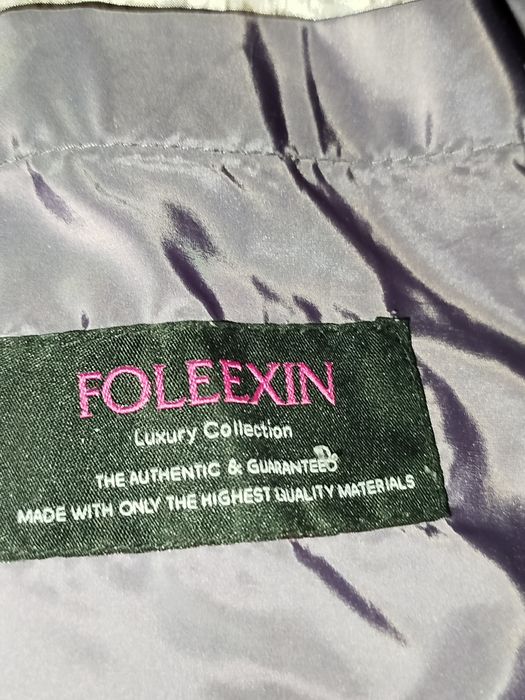 FOLEEXIN
Luxury Collection
THE AUTHENTIC & GUARANTEED
MADE WITH ONLY THE HIGHEST QUALITY MATERIALS